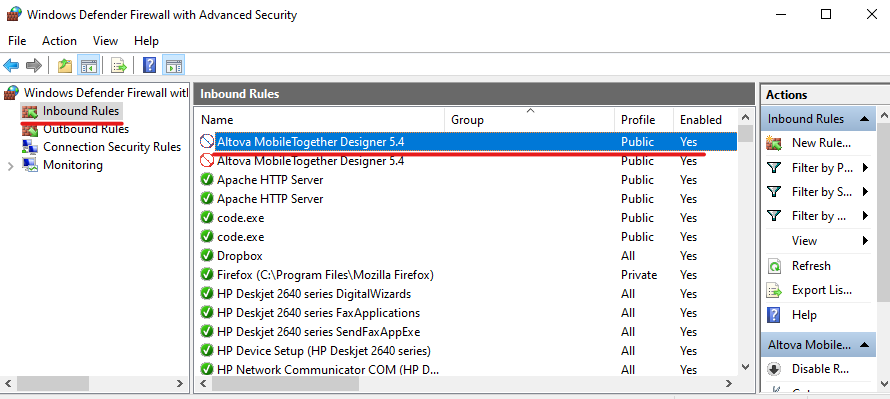 Windows Defender Firewall with Advanced Security
File Action View Help
Windows Defender Firewall with
Inbound Rules
Outbound Rules
Connection Security Rules
Monitoring
Inbound Rules
Name Group Profile Enabled
Altova MobileTogether Designer 5.4 Public Yes
Altova MobileTogether Designer 5.4 Public Yes
Apache HTTP Server Public Yes
Apache HTTP Server Public Yes
code.exe Public Yes
code.exe Public Yes
Dropbox All Yes
Firefox (C:\Program Files\Mozilla Firefox) Private Yes
HP Deskjet 2640 series DigitalWizards All Yes
HP Deskjet 2640 series FaxApplications All Yes
HP Deskjet 2640 series SendFaxAppExe All Yes
HP Device Setup (HP Deskjet 2640 series) All Yes
HP Network Communicator COM (HP D... All Yes
Actions
Inbound Rules
New Rule...
Filter by P...
Filter by S...
Filter by ...
View
Refresh
Export Lis...
Help
Altova Mobile...
Disable R...